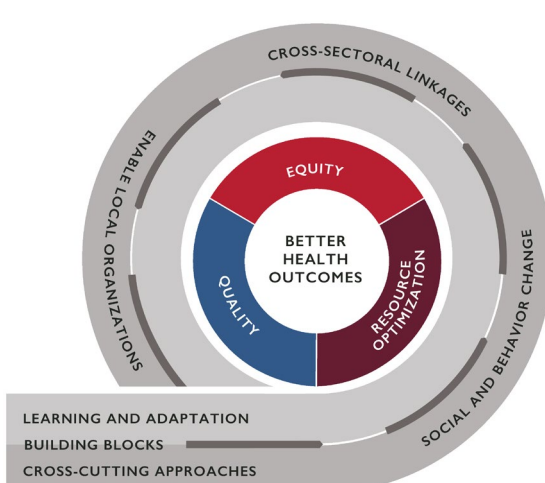 CROSS-SECTORAL LINKAGES
ENABLE LOCAL ORGANIZATIONS
SOCIAL AND BEHAVIOR CHANGE
EQUITY
QUALITY
RESOURCE
OPTIMIZATION
BETTER
HEALTH
OUTCOMES
LEARNING AND ADAPTATION
BUILDING BLOCKS
CROSS-CUTTING APPROACHES